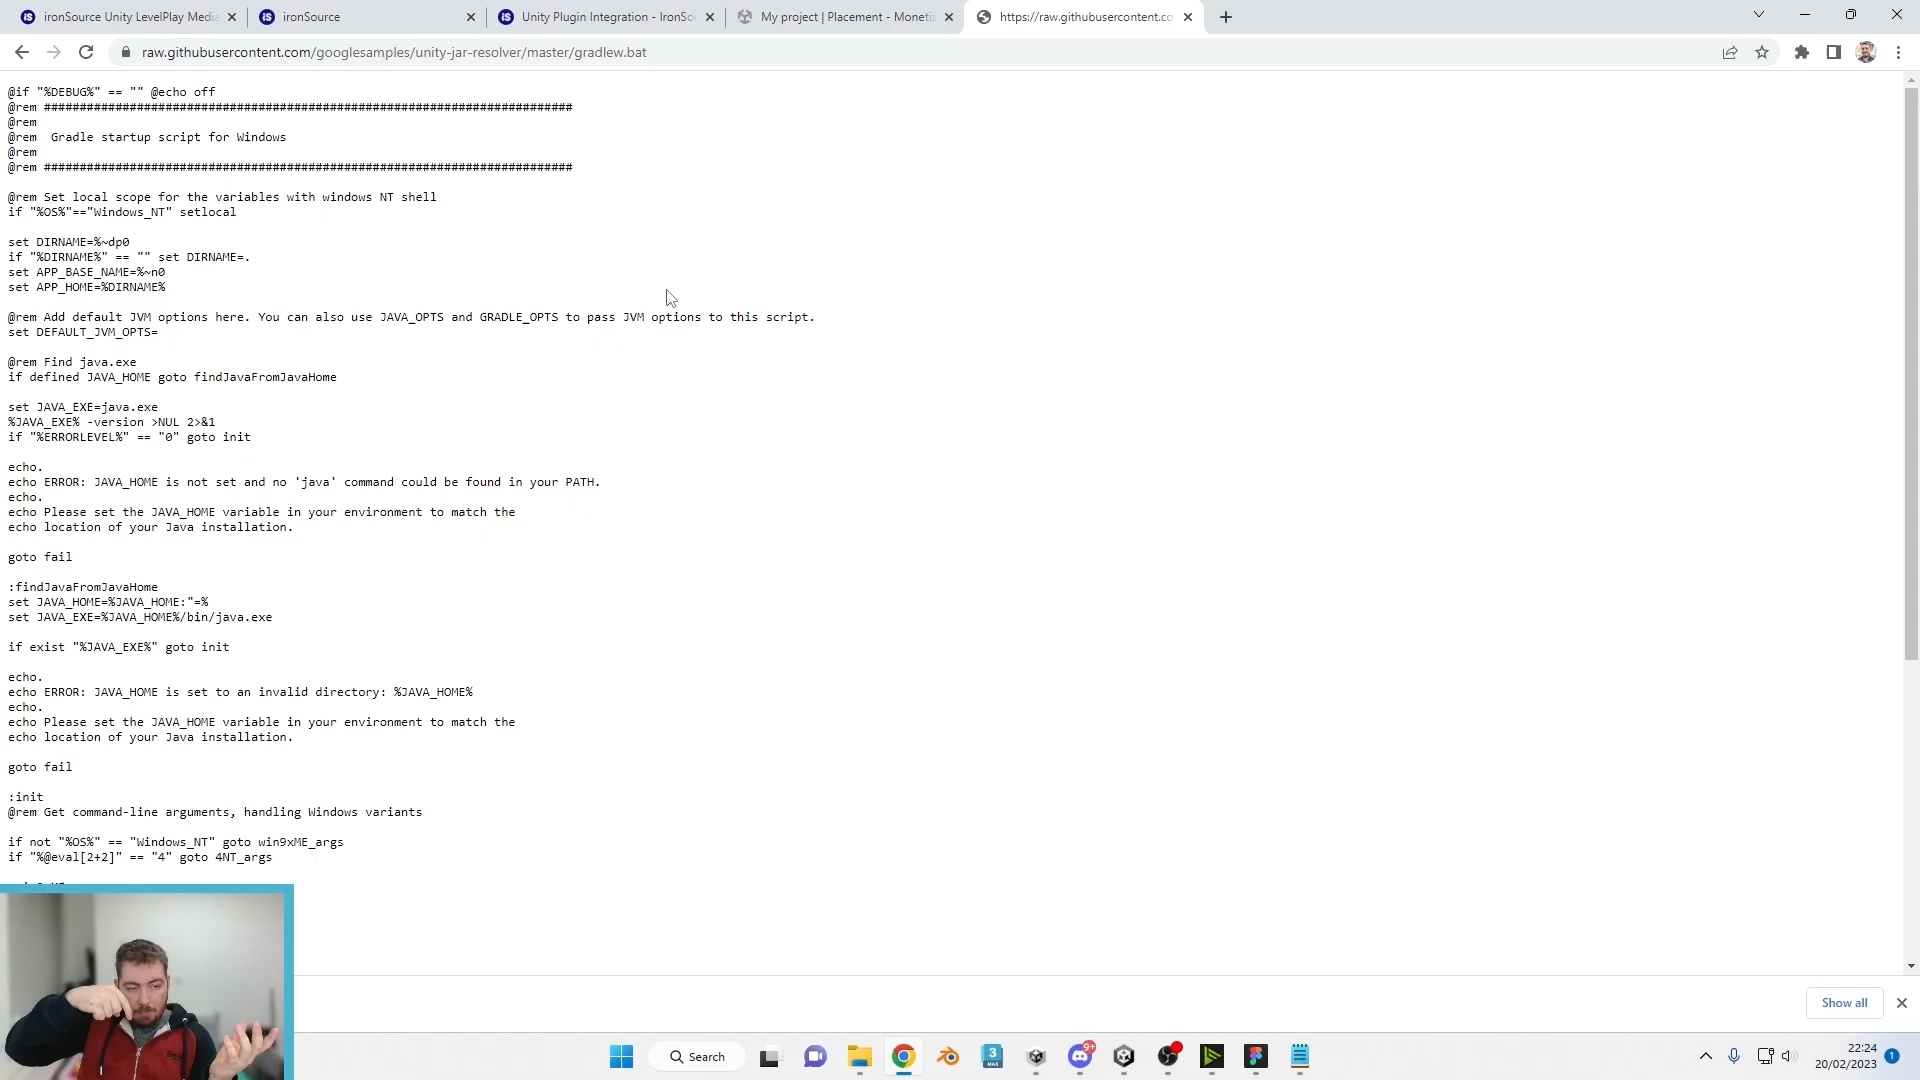 ironSource Unity LevelPlay Media
ironSource
Unity Plugin Integration - IronSo
My project | Placement - Moneti
https://raw.githubusercontent.co
raw.githubusercontent.com/googlesamples/unity-jar-resolver/master/gradlew.bat
@if "%DEBUG%" == "" @echo off
@rem ##########################################################################
@rem
@rem  Gradle startup script for Windows
@rem
@rem ##########################################################################
@rem Set local scope for the variables with windows NT shell
if "%OS%"=="Windows_NT" setlocal
set DIRNAME=%~dp0
if "%DIRNAME%" == "" set DIRNAME=.
set APP_BASE_NAME=%~n0
set APP_HOME=%DIRNAME%
@rem Add default JVM options here. You can also use JAVA_OPTS and GRADLE_OPTS to pass JVM options to this script.
set DEFAULT_JVM_OPTS=
@rem Find java.exe
if defined JAVA_HOME goto findJavaFromJavaHome
set JAVA_EXE=java.exe
%JAVA_EXE% -version >NUL 2>&1
if "%ERRORLEVEL%" == "0" goto init
echo.
echo ERROR: JAVA_HOME is not set and no 'java' command could be found in your PATH.
echo.
echo Please set the JAVA_HOME variable in your environment to match the
echo location of your Java installation.
goto fail
:findJavaFromJavaHome
set JAVA_HOME=%JAVA_HOME:"=%
set JAVA_EXE=%JAVA_HOME%/bin/java.exe
if exist "%JAVA_EXE%" goto init
echo.
echo ERROR: JAVA_HOME is set to an invalid directory: %JAVA_HOME%
echo.
echo Please set the JAVA_HOME variable in your environment to match the
echo location of your Java installation.
goto fail
:init
@rem Get command-line arguments, handling Windows variants
if not "%OS%" == "Windows_NT" goto win9xME_args
if "%@eval[2+2]" == "4" goto 4NT_args
Show all
Search
3
MAX
9+
22:24
20/02/2023
1